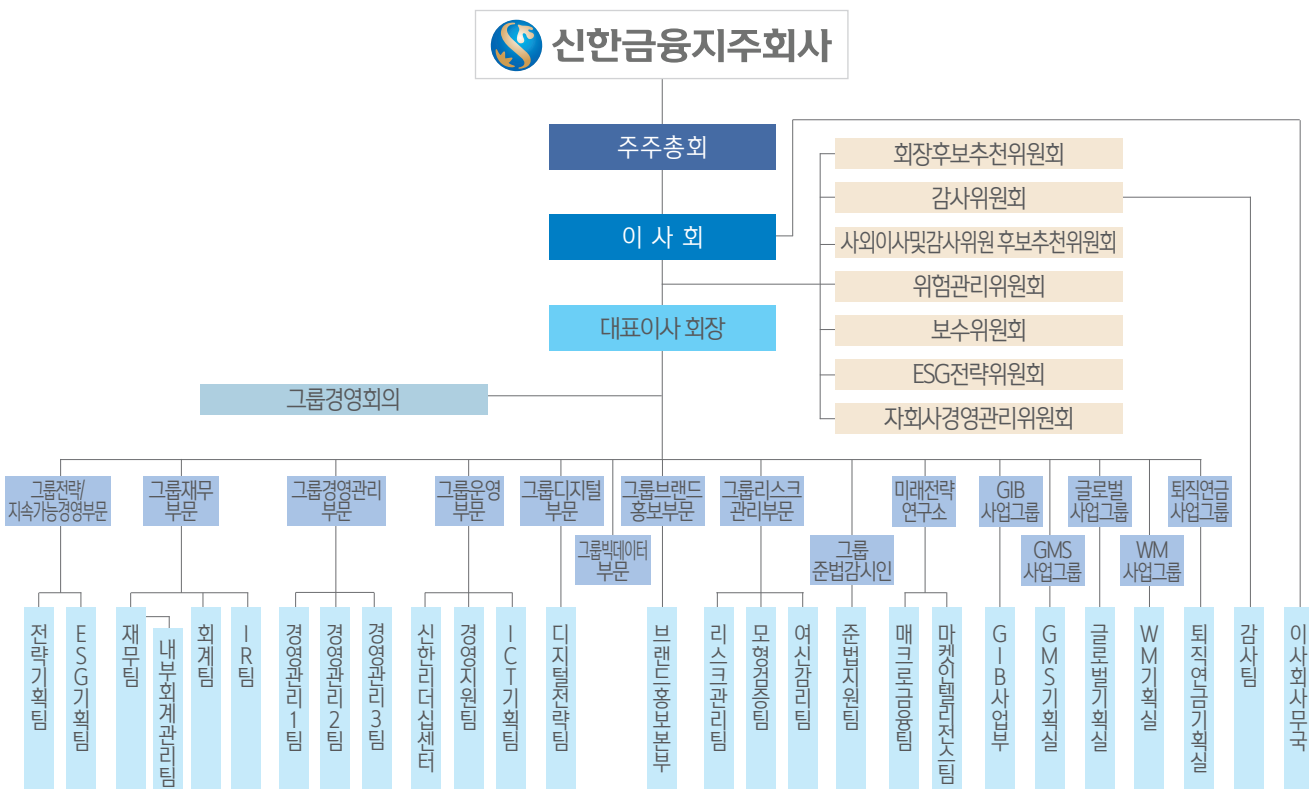 신한금융지주회사
주주총회
이 사 회
대표이사 회장
회장후보추천위원회
감사위원회
사외이사및감사위원 후보추천위원회
위험관리위원회
보수위원회
ESG전략위원회
자회사경영관리위원회
그룹경영회의
그룹전략/
지속가능경영부문
그룹재무
부문
그룹경영관리
부문
그룹운영
부문
그룹디지털
부문
그룹빅데이터
부문
그룹브랜드
홍보부문
그룹리스크
관리부문
그룹
준법감시인
미래전략
연구소
GIB
사업그룹
GMS
사업그룹
글로벌
사업그룹
WM
사업그룹
퇴직연금
사업그룹
전략기획팀
ESG기획팀
재무팀
내부회계관리팀
회계팀
IR팀
경영관리1팀
경영관리2팀
경영관리3팀
신한리더십센터
경영지원팀
ICT기획팀
디지털전략팀
브랜드홍보본부
리스크관리팀
모형검증팀
여신감리팀
준법지원팀
매크로금융팀
마켓인텔리전스팀
GIB사업부
GMS기획실
글로벌기획실
WM기획실
퇴직연금기획실
감사팀
이사회사무국